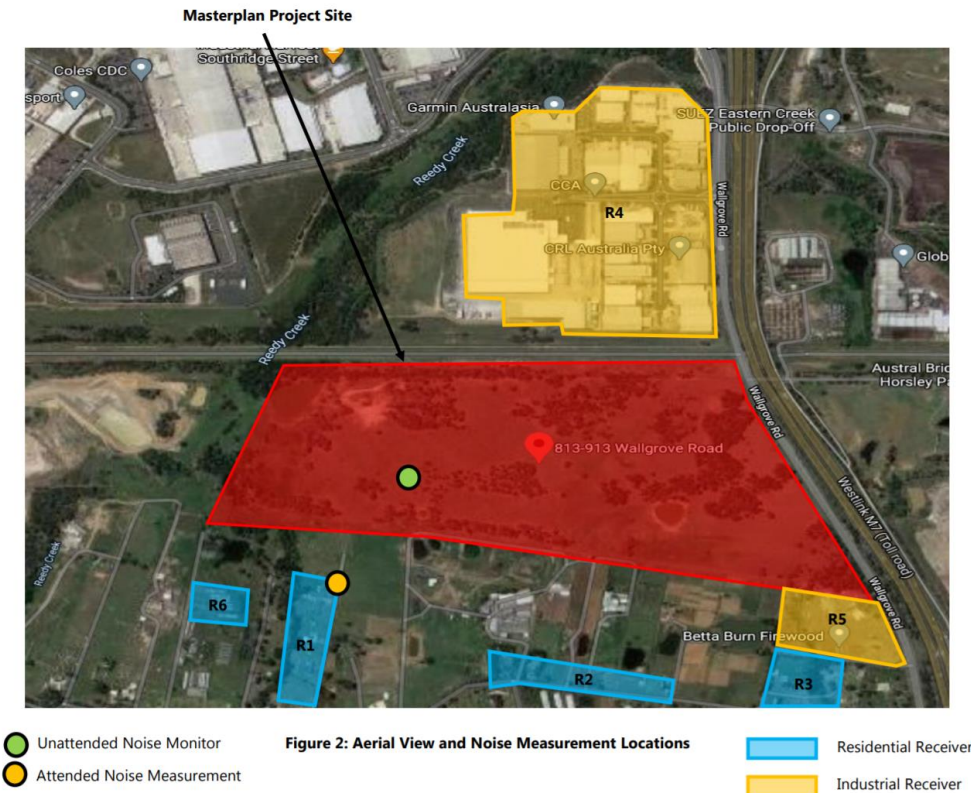 Masterplan Project Site
Southridge Street
Coles CDC
sport
Garmin Australasia
SUEZ Eastern Creek
Public Drop-Off
Reedy Creek
CCA
R4
Wallgrove Rd
CRL Australia Pty
Glob
Reedy Creek
Austral Bric
Horsley Pa
Wallgrove Rd
813-913 Wallgrove Road
Westlink M7 (Toll road)
Reedy Creek
Wallgrove Rd
R6
R5
Betta Burn Firewood
R1
R2
R3
Unattended Noise Monitor
Figure 2: Aerial View and Noise Measurement Locations
Residential Receiver
Attended Noise Measurement
Industrial Receiver